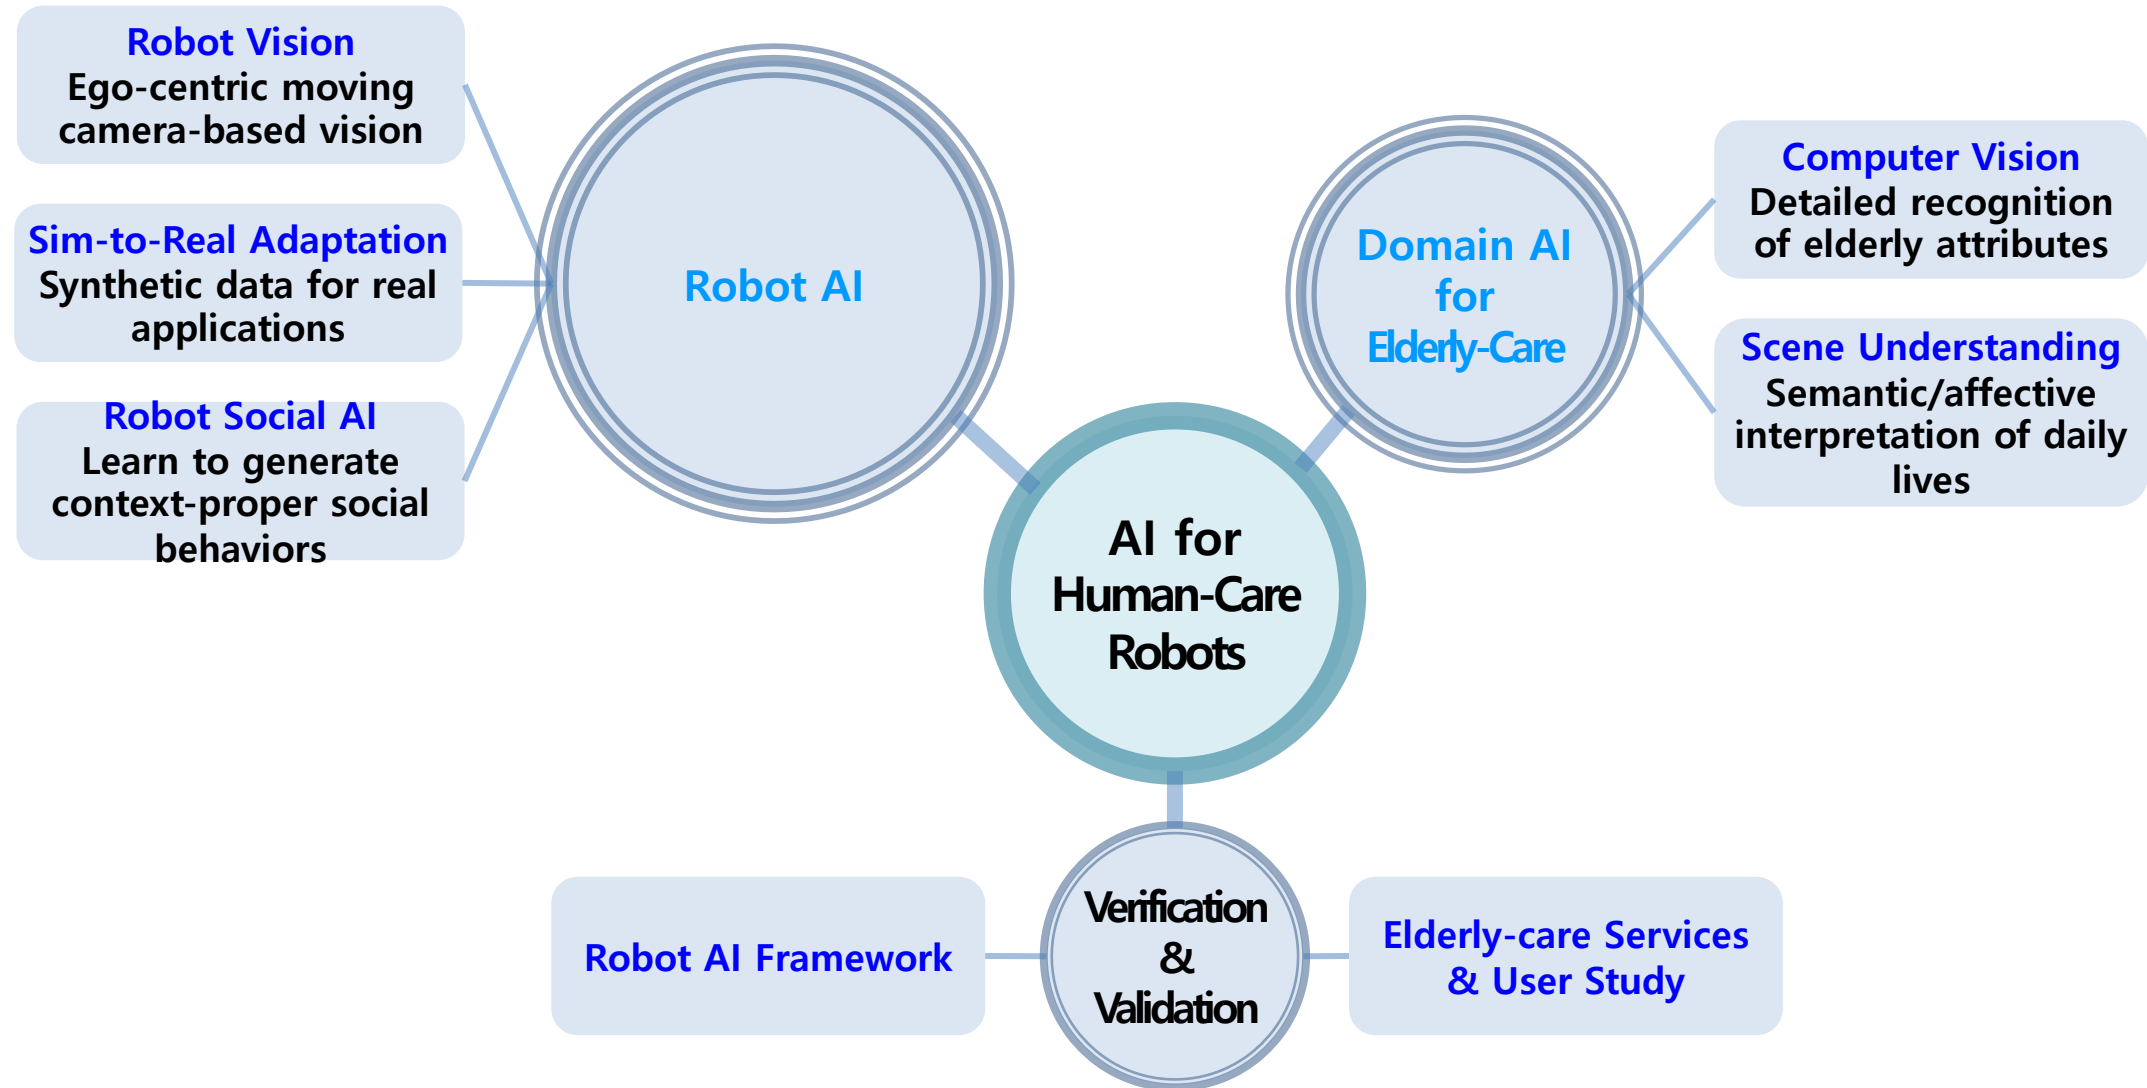 Robot Vision
Ego-centric moving
camera-based vision
Sim-to-Real Adaptation
Synthetic data for real
applications
Robot Social AI
Learn to generate
context-proper social
behaviors
Robot AI
Domain AI
for
Elderly-Care
Computer Vision
Detailed recognition
of elderly attributes
Scene Understanding
Semantic/affective
interpretation of daily
lives
AI for
Human-Care
Robots
Robot AI Framework
Verification
&
Validation
Elderly-care Services
& User Study